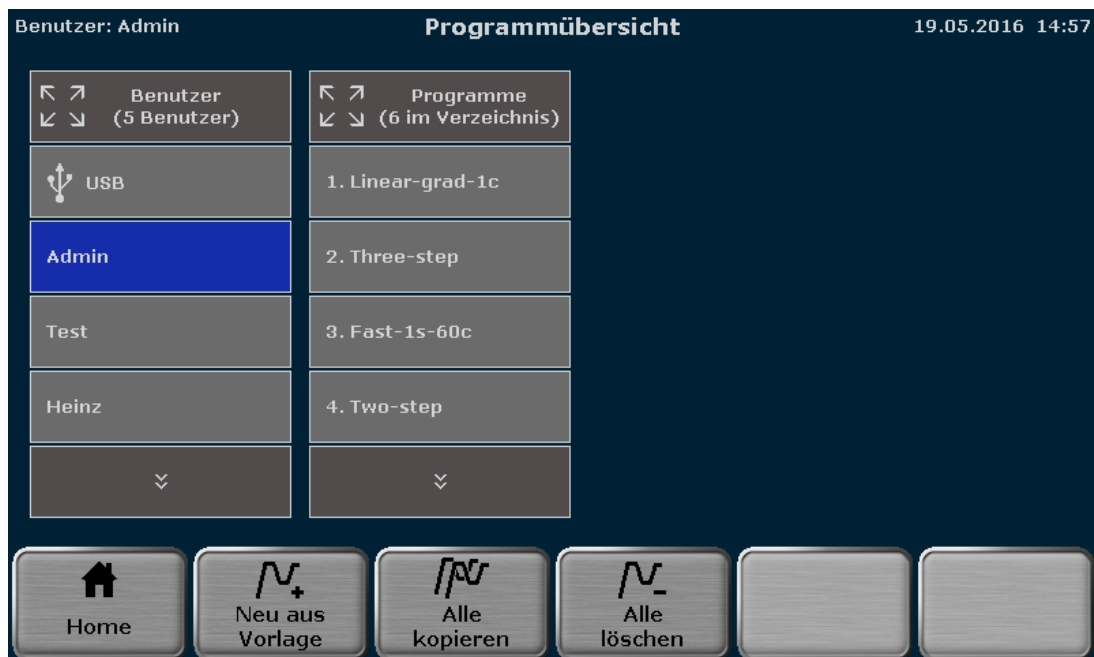 Benutzer: Admin
Programmübersicht
19.05.2016 14:57
Benutzer
(5 Benutzer)
USB
Admin
Test
Heinz
Programme
(6 im Verzeichnis)
1. Linear-grad-1c
2. Three-step
3. Fast-1s-60c
4. Two-step
Home
Neu aus
Vorlage
Alle
kopieren
Alle
löschen